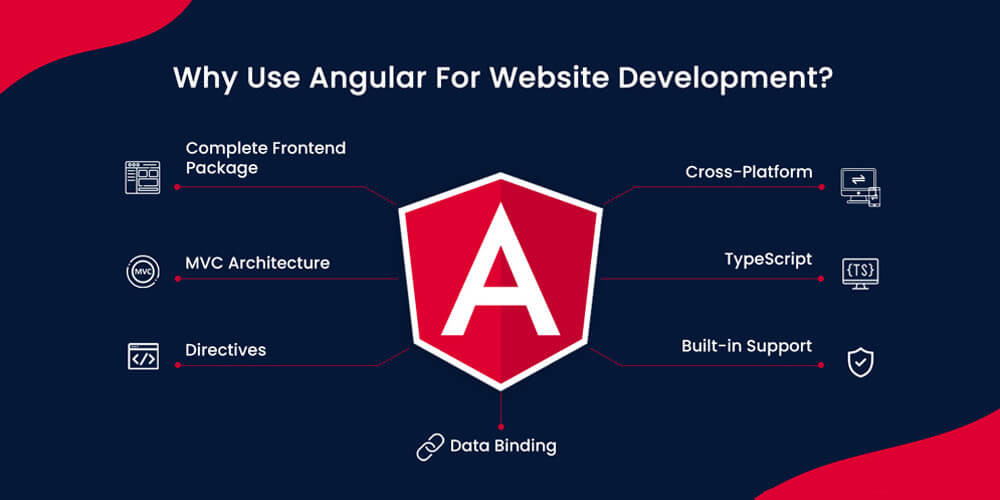 Why Use Angular For Website Development?
Complete Frontend
Package
MVC
MVC Architecture
Directives
Cross-Platform
TypeScript
{TS}
Built-in Support
A
Data Binding